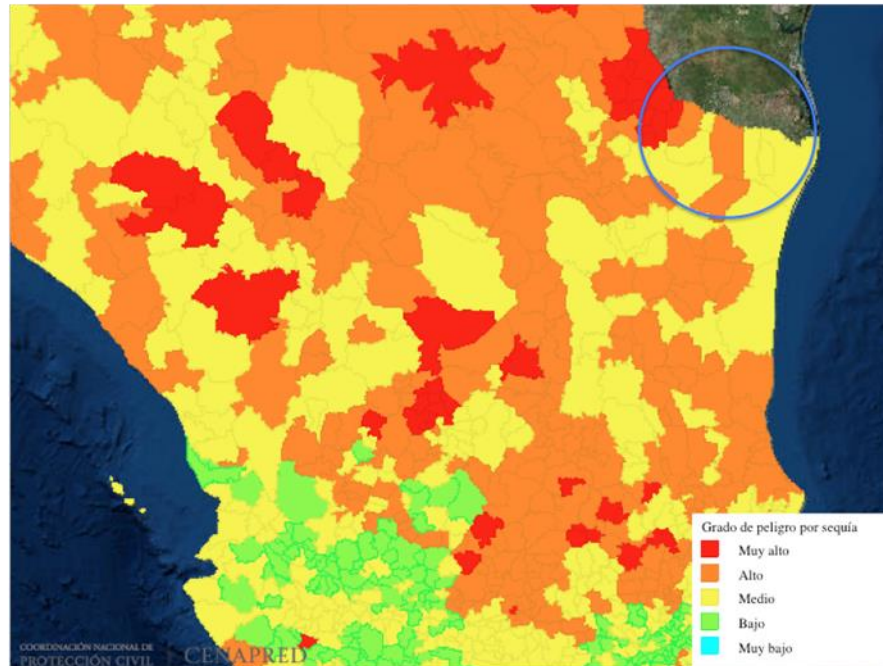 Grado de peligro por sequía
Muy alto
Alto
Medio
Bajo
Muy bajo
COORDINACIÓN NACIONAL DE
PROTECCIÓN CIVIL
CENAPRED